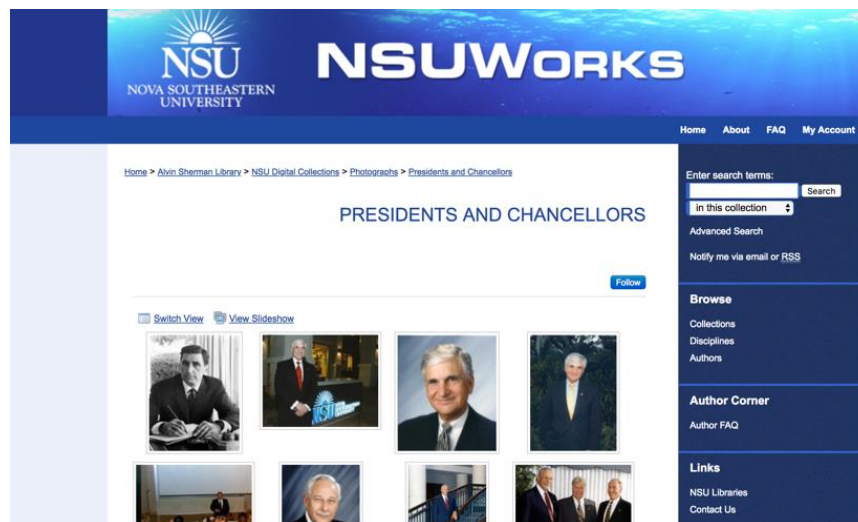 NSU
NOVA SOUTHEASTERN
UNIVERSITY
NSUWORKS
Home About FAQ My Account
Home > Alvin Sherman Library > NSU Digital Collections > Photographs > Presidents and Chancellors
PRESIDENTS AND CHANCELLORS
Follow
Switch View View Slideshow
NSU
Enter search terms:
Search
in this collection
Advanced Search
Notify me via email or RSS
Browse
Collections
Disciplines
Authors
Author Corner
Author FAQ
Links
NSU Libraries
Contact Us